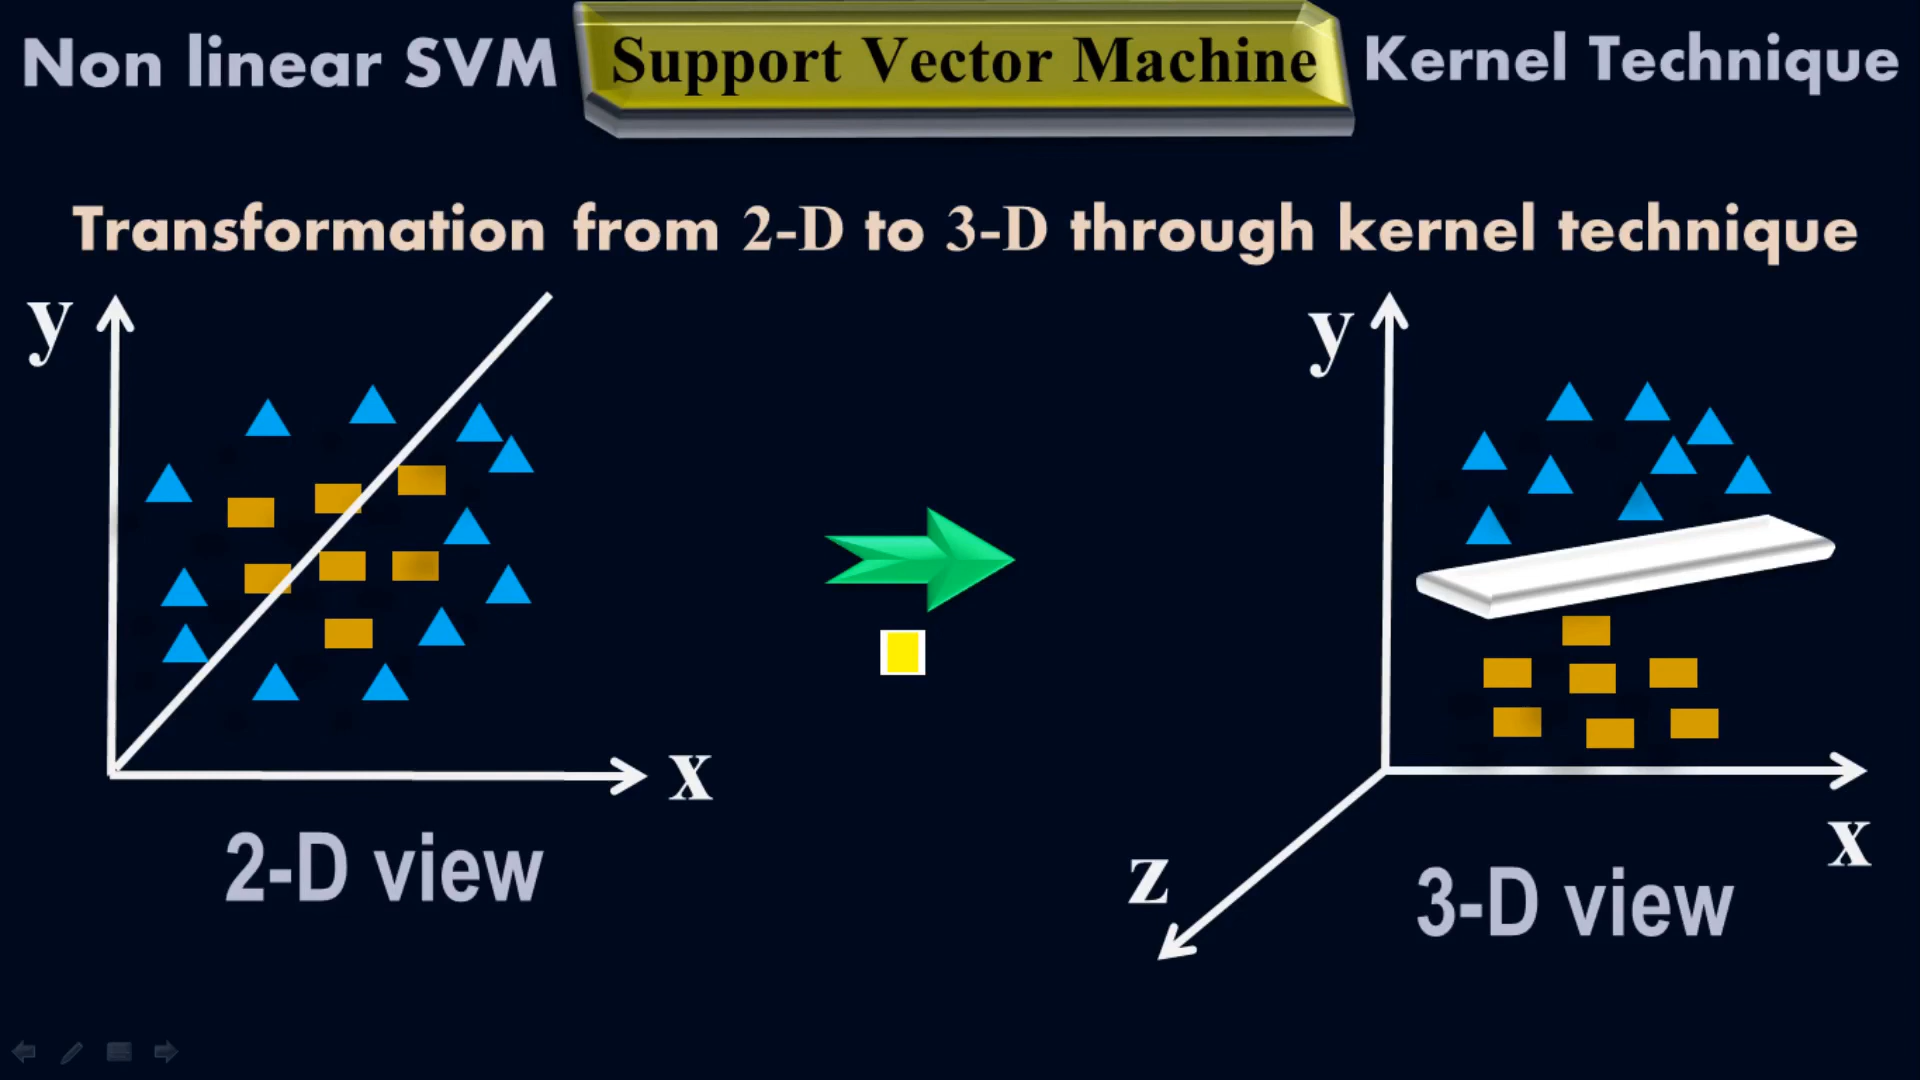 Non linear SVM Support Vector Machine Kernel Technique
Transformation from 2-D to 3-D through kernel technique
y
y
x
x
z
2-D view
3-D view